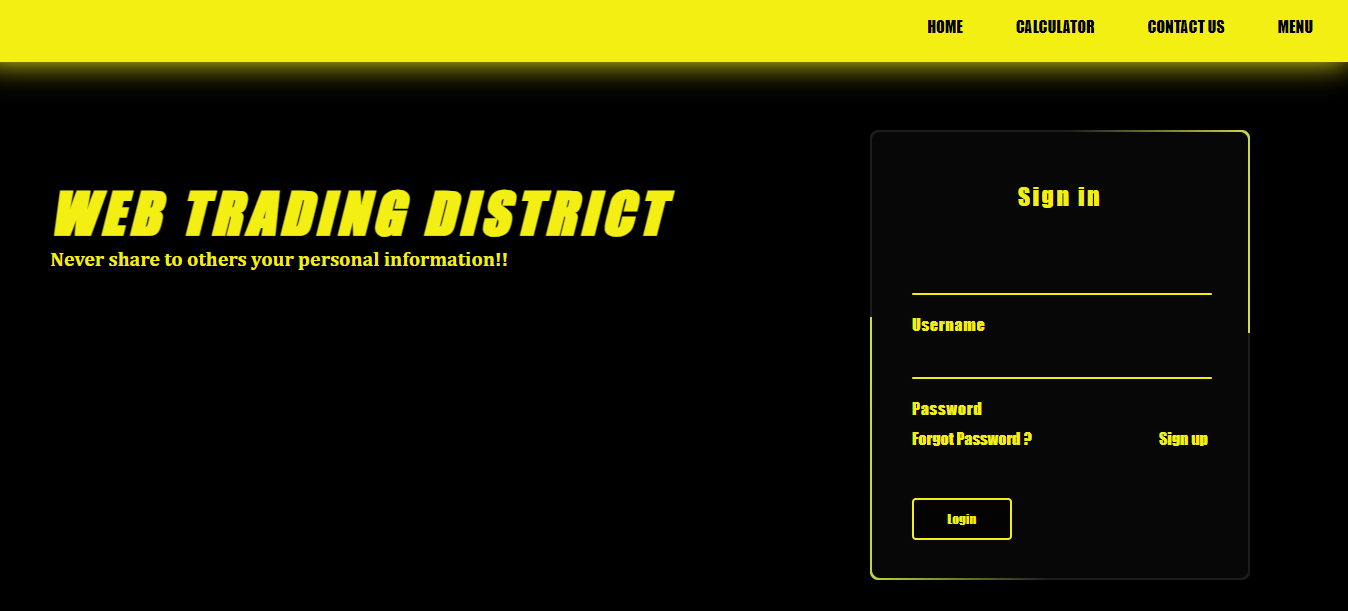 HOME CALCULATOR CONTACT US MENU
WEB TRADING DISTRICT
Never share to others your personal information!!
Sign in
Username
Password
Forgot Password ? Sign up
Login